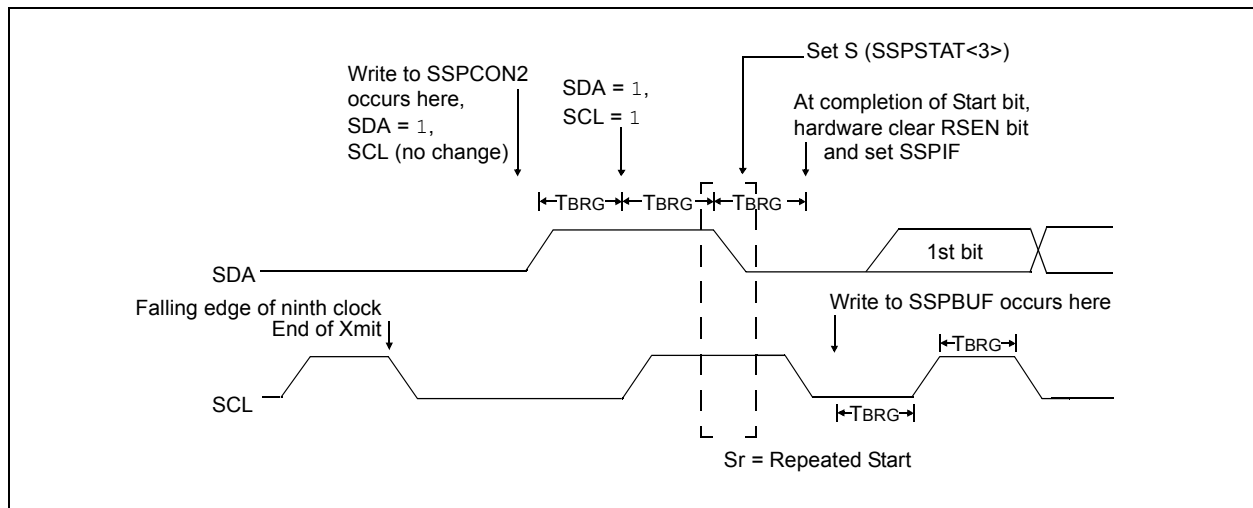 Set S (SSPSTAT<3>)
Write to SSPCON2
occurs here,
SDA = 1,
SCL (no change)
SDA = 1,
SCL = 1
At completion of Start bit,
hardware clear RSEN bit
and set SSPIF
TBRG
TBRG
TBRG
SDA
1st bit
Falling edge of ninth clock
End of Xmit
Write to SSPBUF occurs here
TBRG
SCL
TBRG
Sr = Repeated Start